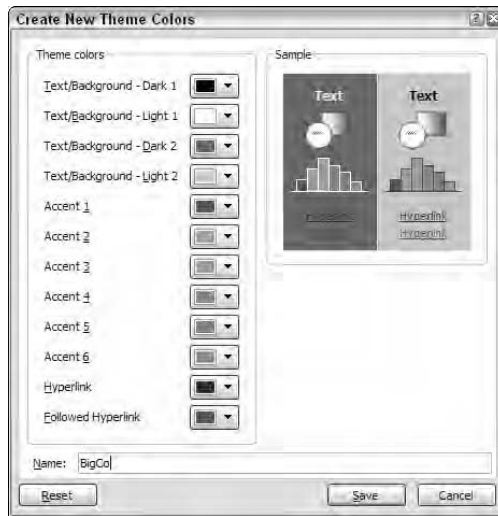 Create New Theme Colors
Theme colors
Text/Background - Dark 1
Text/Background - Light 1
Text/Background - Dark 2
Text/Background - Light 2
Accent 1
Accent 2
Accent 3
Accent 4
Accent 5
Accent 6
Hyperlink
Followed Hyperlink
Sample
Text Text
Hyperlink Hyperlink
Hyperlink
Name: BigCo
Reset Save Cancel